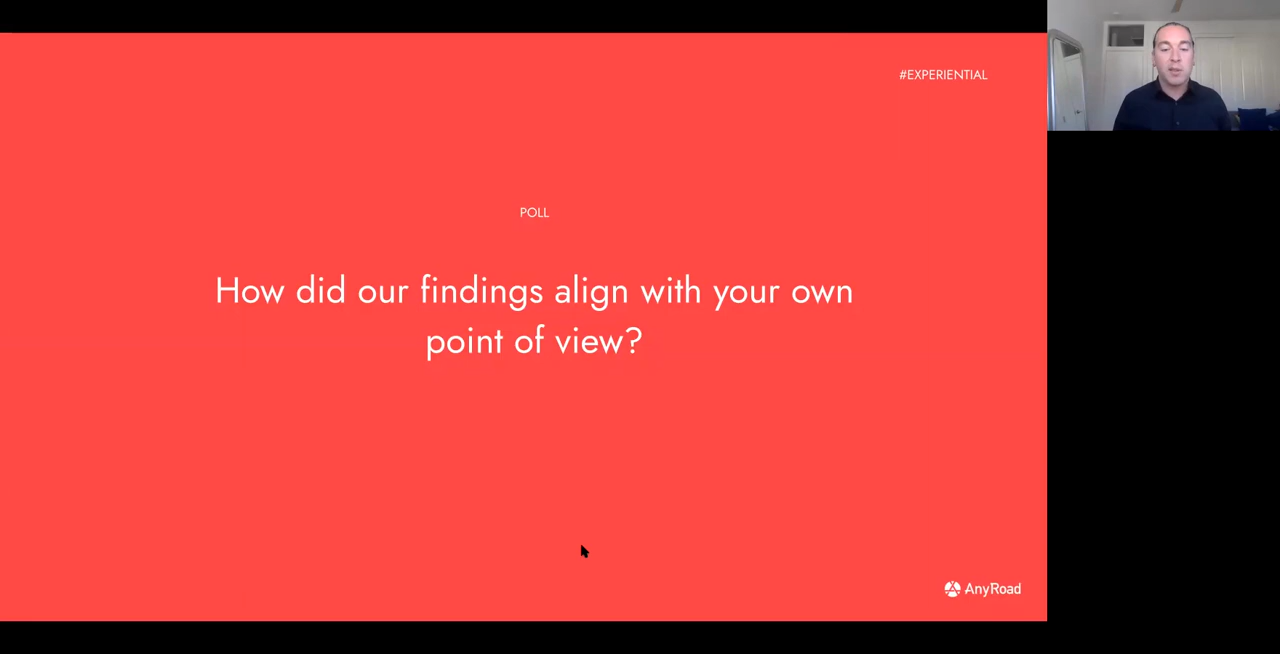 #EXPERIENTIAL
POLL
How did our findings align with your own
point of view?
AnyRoad